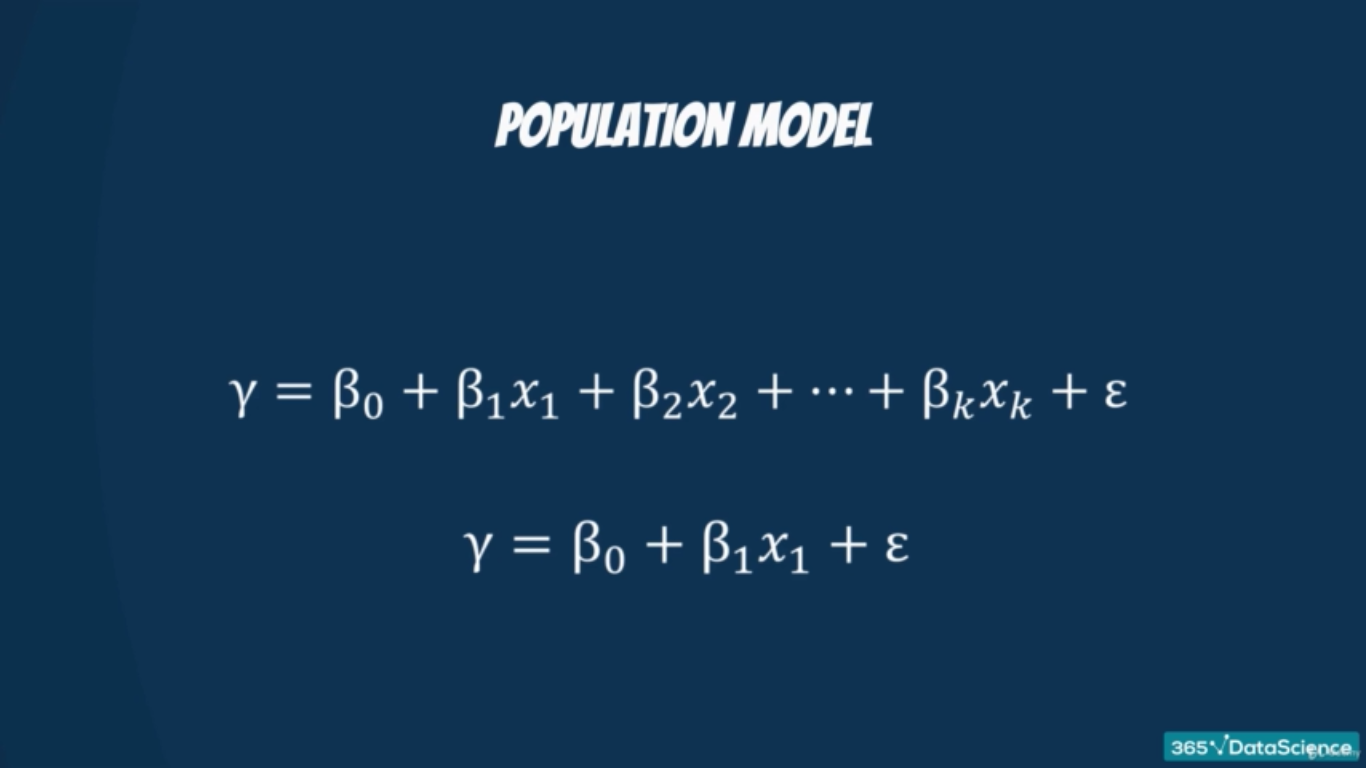 POPULATION MODEL
γ = β₀ + β₁x₁ + β₂x₂ + ⋯ + βₖxₖ + ε
γ = β₀ + β₁x₁ + ε
365 DataScience